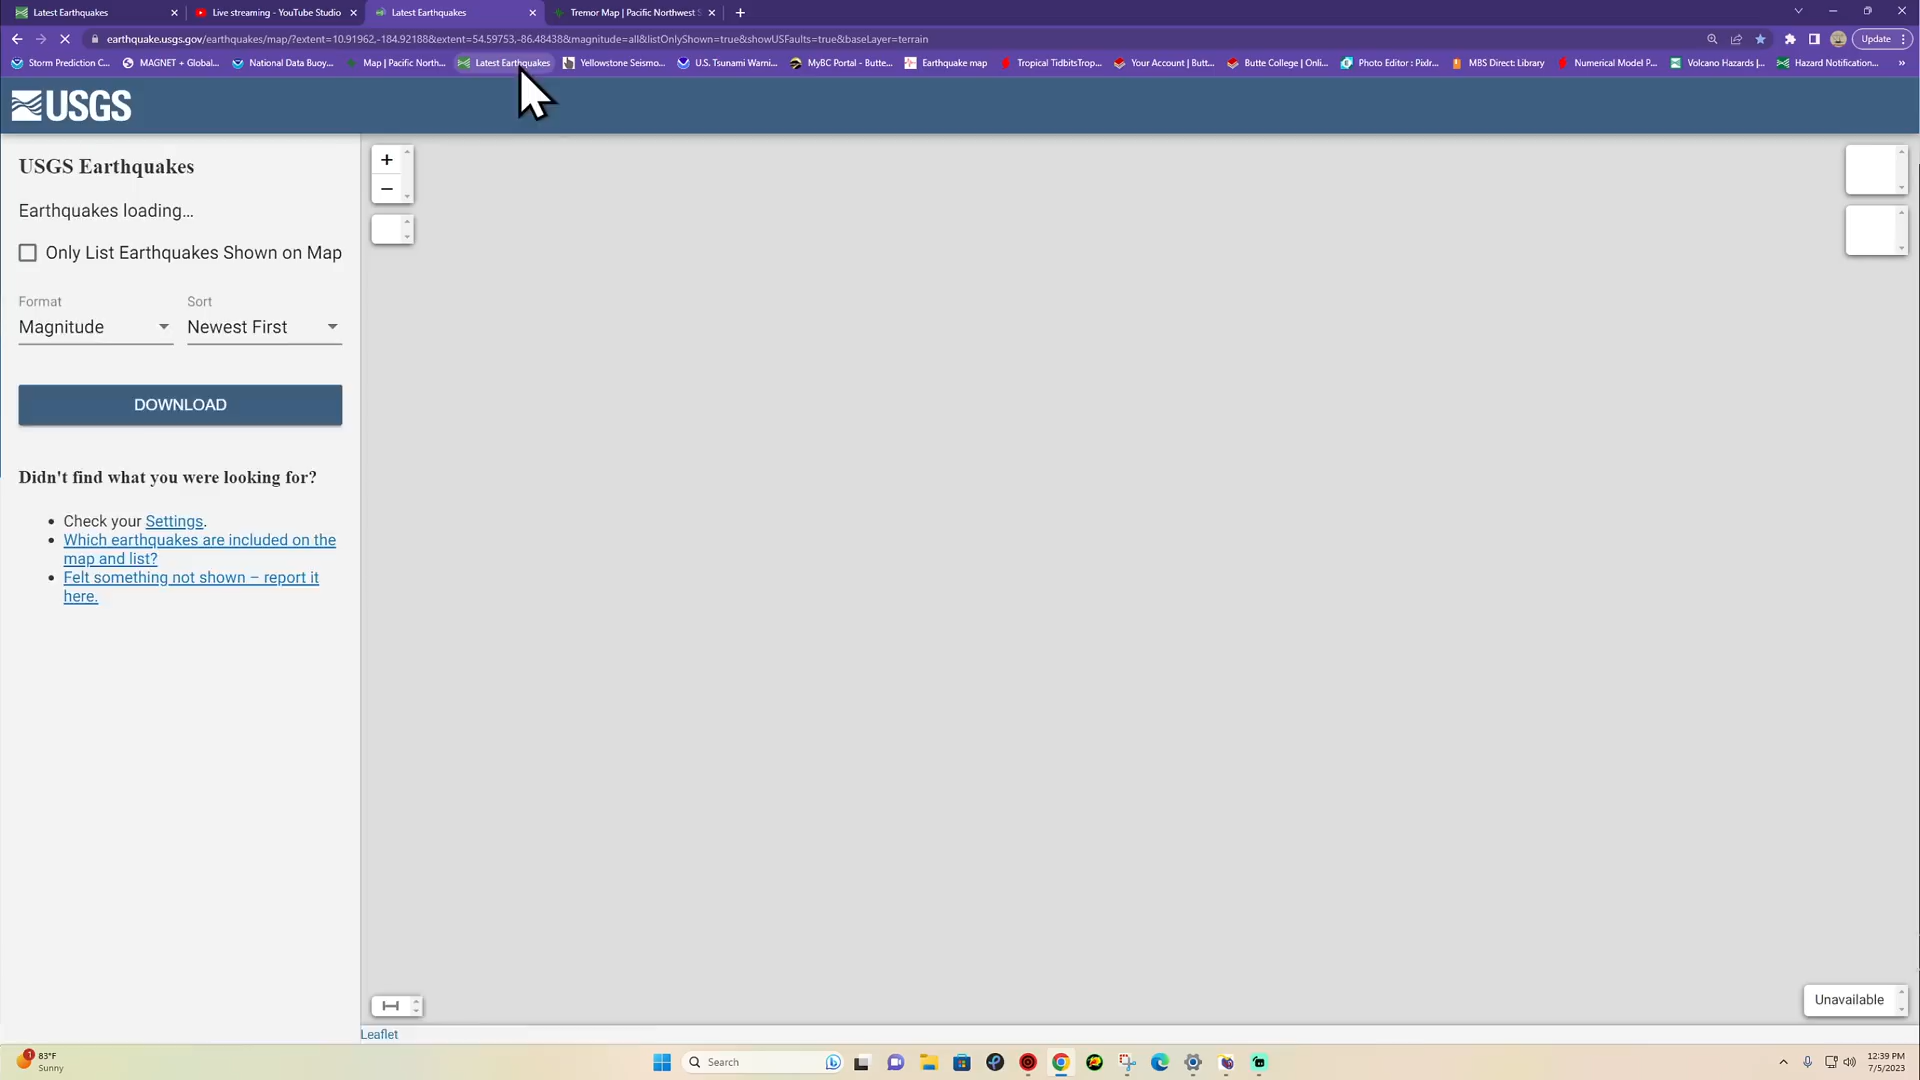 Latest Earthquakes
Live streaming - YouTube Studio
Latest Earthquakes
Tremor Map | Pacific Northwest S
earthquake.usgs.gov/earthquakes/map/?extent=10.91962,-184.92188&extent=54.59753,-86.48438&magnitude=all&listOnlyShown=true&showUSFaults=true&baseLayer=terrain
Update
Storm Prediction C...
MAGNET + Global...
National Data Buoy...
Map | Pacific North...
Latest Earthquakes
Yellowstone Seismo...
U.S. Tsunami Warni...
MyBC Portal - Butte...
Earthquake map
Tropical TidbitsTrop...
Your Account | Butt...
Butte College | Onli...
Photo Editor : Pixlr...
MBS Direct Library
Numerical Model P...
Volcano Hazards |...
Hazard Notification...
»
USGS
USGS Earthquakes
Earthquakes loading...
Only List Earthquakes Shown on Map
Format
Magnitude
Sort
Newest First
DOWNLOAD
Didn't find what you were looking for?
• Check your Settings.
• Which earthquakes are included on the
map and list?
• Felt something not shown – report it
here.
+
−
Unavailable
Leaflet
1
83°F
Sunny
Search
12:39 PM
7/5/2023